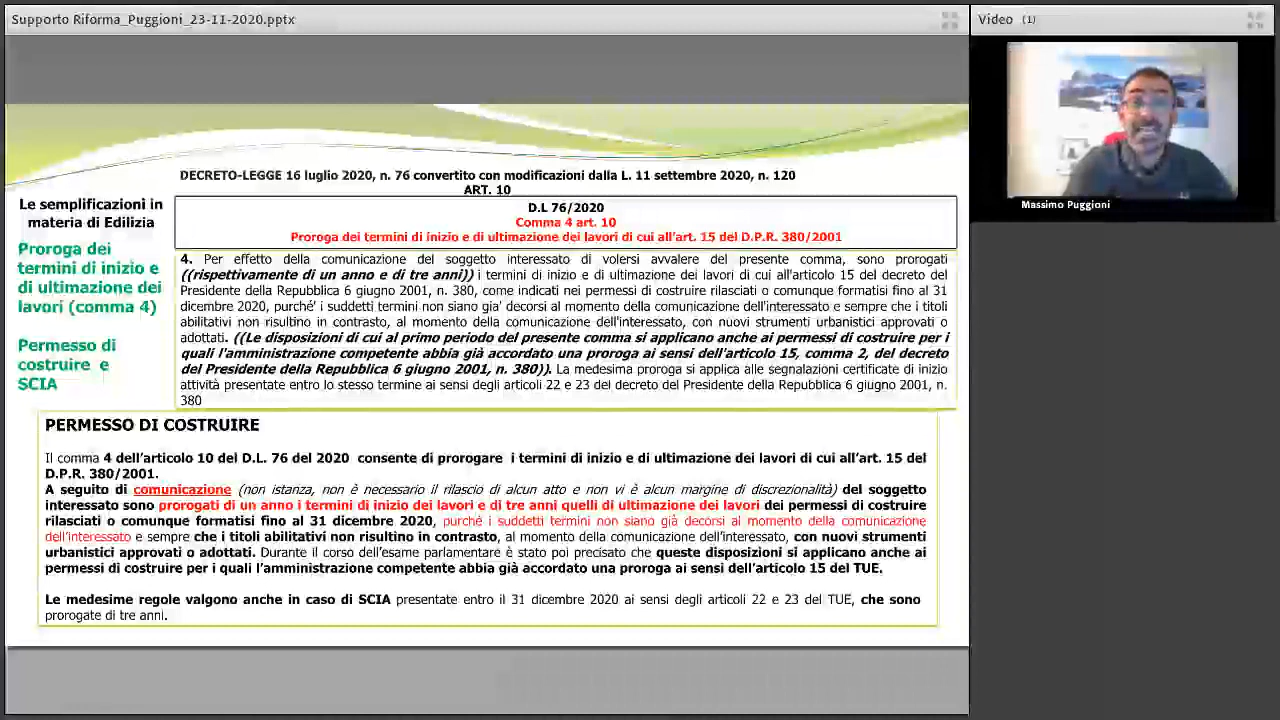 Supporto Riforma_Puggioni_23-11-2020.pptx
Video (1)
Massimo Puggioni
DECRETO-LEGGE 16 luglio 2020, n. 76 convertito con modificazioni dalla L. 11 settembre 2020, n. 120
ART. 10
Le semplificazioni in
materia di Edilizia
Proroga dei
termini di inizio e
di ultimazione dei
lavori (comma 4)
Permesso di
costruire e
SCIA
D.L 76/2020
Comma 4 art. 10
Proroga dei termini di inizio e di ultimazione dei lavori di cui all’art. 15 del D.P.R. 380/2001
4. Per effetto della comunicazione del soggetto interessato di volersi avvalere del presente comma, sono prorogati
((rispettivamente di un anno e di tre anni)) i termini di inizio e di ultimazione dei lavori di cui all'articolo 15 del decreto del
Presidente della Repubblica 6 giugno 2001, n. 380, come indicati nei permessi di costruire rilasciati o comunque formatisi fino al 31
dicembre 2020, purche' i suddetti termini non siano gia' decorsi al momento della comunicazione dell'interessato e sempre che i titoli
abilitativi non risultino in contrasto, al momento della comunicazione dell'interessato, con nuovi strumenti urbanistici approvati o
adottati. ((Le disposizioni di cui al primo periodo del presente comma si applicano anche ai permessi di costruire per i
quali l'amministrazione competente abbia già accordato una proroga ai sensi dell'articolo 15, comma 2, del decreto
del Presidente della Repubblica 6 giugno 2001, n. 380)). La medesima proroga si applica alle segnalazioni certificate di inizio
attività presentate entro lo stesso termine ai sensi degli articoli 22 e 23 del decreto del Presidente della Repubblica 6 giugno 2001, n.
380
PERMESSO DI COSTRUIRE
Il comma 4 dell’articolo 10 del D.L. 76 del 2020 consente di prorogare i termini di inizio e di ultimazione dei lavori di cui all’art. 15 del
D.P.R. 380/2001.
A seguito di comunicazione (non istanza, non è necessario il rilascio di alcun atto e non vi è alcun margine di discrezionalità) del soggetto
interessato sono prorogati di un anno i termini di inizio dei lavori e di tre anni quelli di ultimazione dei lavori dei permessi di costruire
rilasciati o comunque formatisi fino al 31 dicembre 2020, purchè i suddetti termini non siano già decorsi al momento della comunicazione
dell’interessato e sempre che i titoli abilitativi non risultino in contrasto, al momento della comunicazione dell’interessato, con nuovi strumenti
urbanistici approvati o adottati. Durante il corso dell’esame parlamentare è stato poi precisato che queste disposizioni si applicano anche ai
permessi di costruire per i quali l’amministrazione competente abbia già accordato una proroga ai sensi dell’articolo 15 del TUE.
Le medesime regole valgono anche in caso di SCIA presentate entro il 31 dicembre 2020 ai sensi degli articoli 22 e 23 del TUE, che sono
prorogate di tre anni.